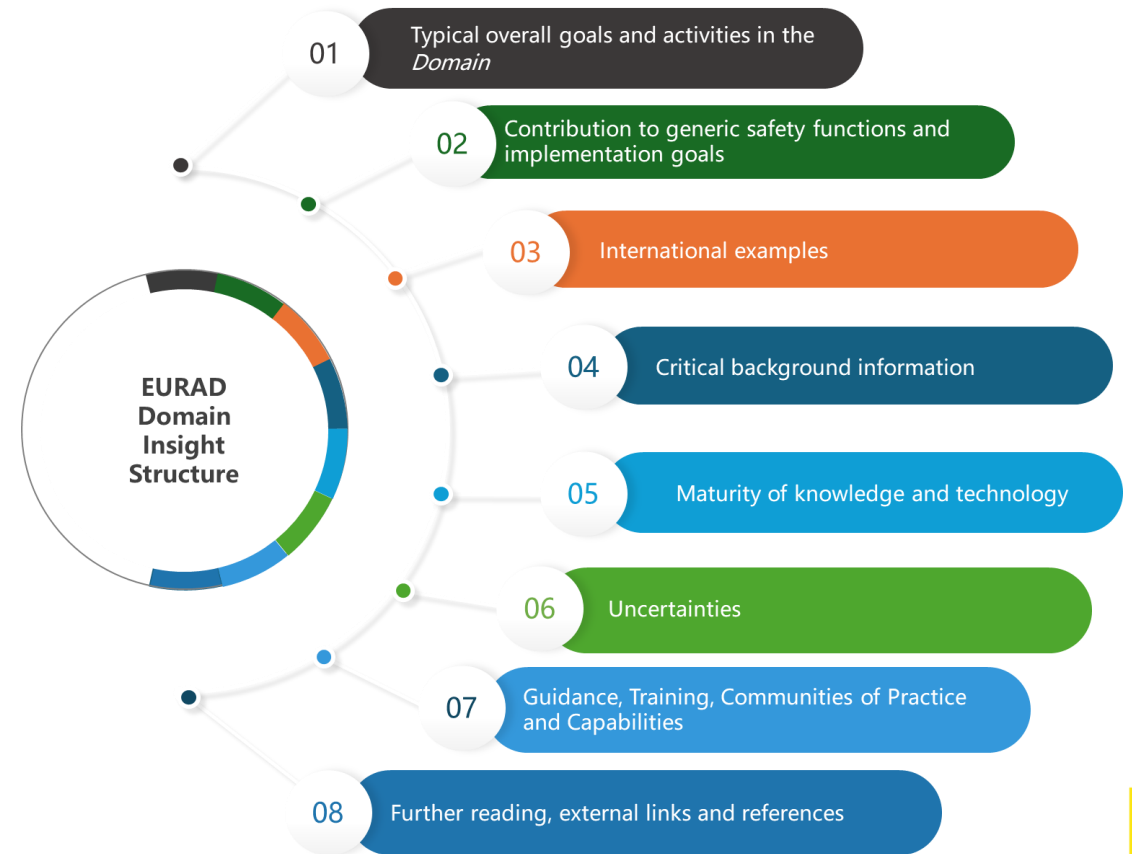 01
Typical overall goals and activities in the
Domain
02
Contribution to generic safety functions and
implementation goals
03
International examples
EURAD
Domain
Insight
Structure
04
Critical background information
05
Maturity of knowledge and technology
06
Uncertainties
07
Guidance, Training, Communities of Practice
and Capabilities
08
Further reading, external links and references